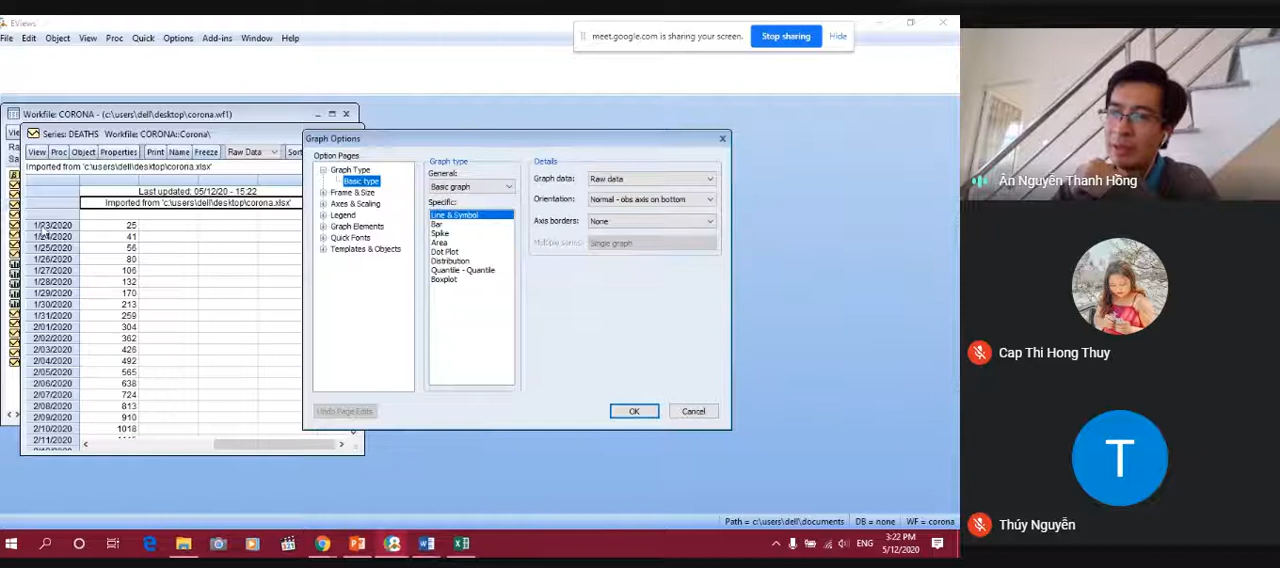 EViews
File Edit Object View Proc Quick Options Add-ins Window Help
meet.google.com is sharing your screen. Stop sharing Hide
Workfile: CORONA - (c:\users\dell\desktop\corona.wf1)
Series: DEATHS Workfile: CORONA::Corona\
View Proc Object Properties Print Name Freeze Raw Data Sort
Imported from 'c:\users\dell\desktop\corona.xlsx'
Last updated: 05/12/20 - 15:22
Imported from 'c:\users\dell\desktop\corona.xlsx'
1/23/2020 25
1/24/2020 41
1/25/2020 56
1/26/2020 80
1/27/2020 106
1/28/2020 132
1/29/2020 170
1/30/2020 213
1/31/2020 259
2/01/2020 304
2/02/2020 362
2/03/2020 426
2/04/2020 492
2/05/2020 565
2/06/2020 638
2/07/2020 724
2/08/2020 813
2/09/2020 910
2/10/2020 1018
2/11/2020
Graph Options
Option Pages
Graph Type
Basic type
Frame & Size
Axes & Scaling
Legend
Graph Elements
Quick Fonts
Templates & Objects
Undo Page Edits
Graph type
General:
Basic graph
Specific:
Line & Symbol
Bar
Spike
Area
Dot Plot
Distribution
Quantile - Quantile
Boxplot
Details
Graph data: Raw data
Orientation: Normal - obs axis on bottom
Axis borders: None
Multiple series: Single graph
OK Cancel
Path = c:\users\dell\documents DB = none WF = corona
ENG
3:22 PM
5/12/2020
Ân Nguyễn Thanh Hồng
Cap Thi Hong Thuy
T
Thúy Nguyễn